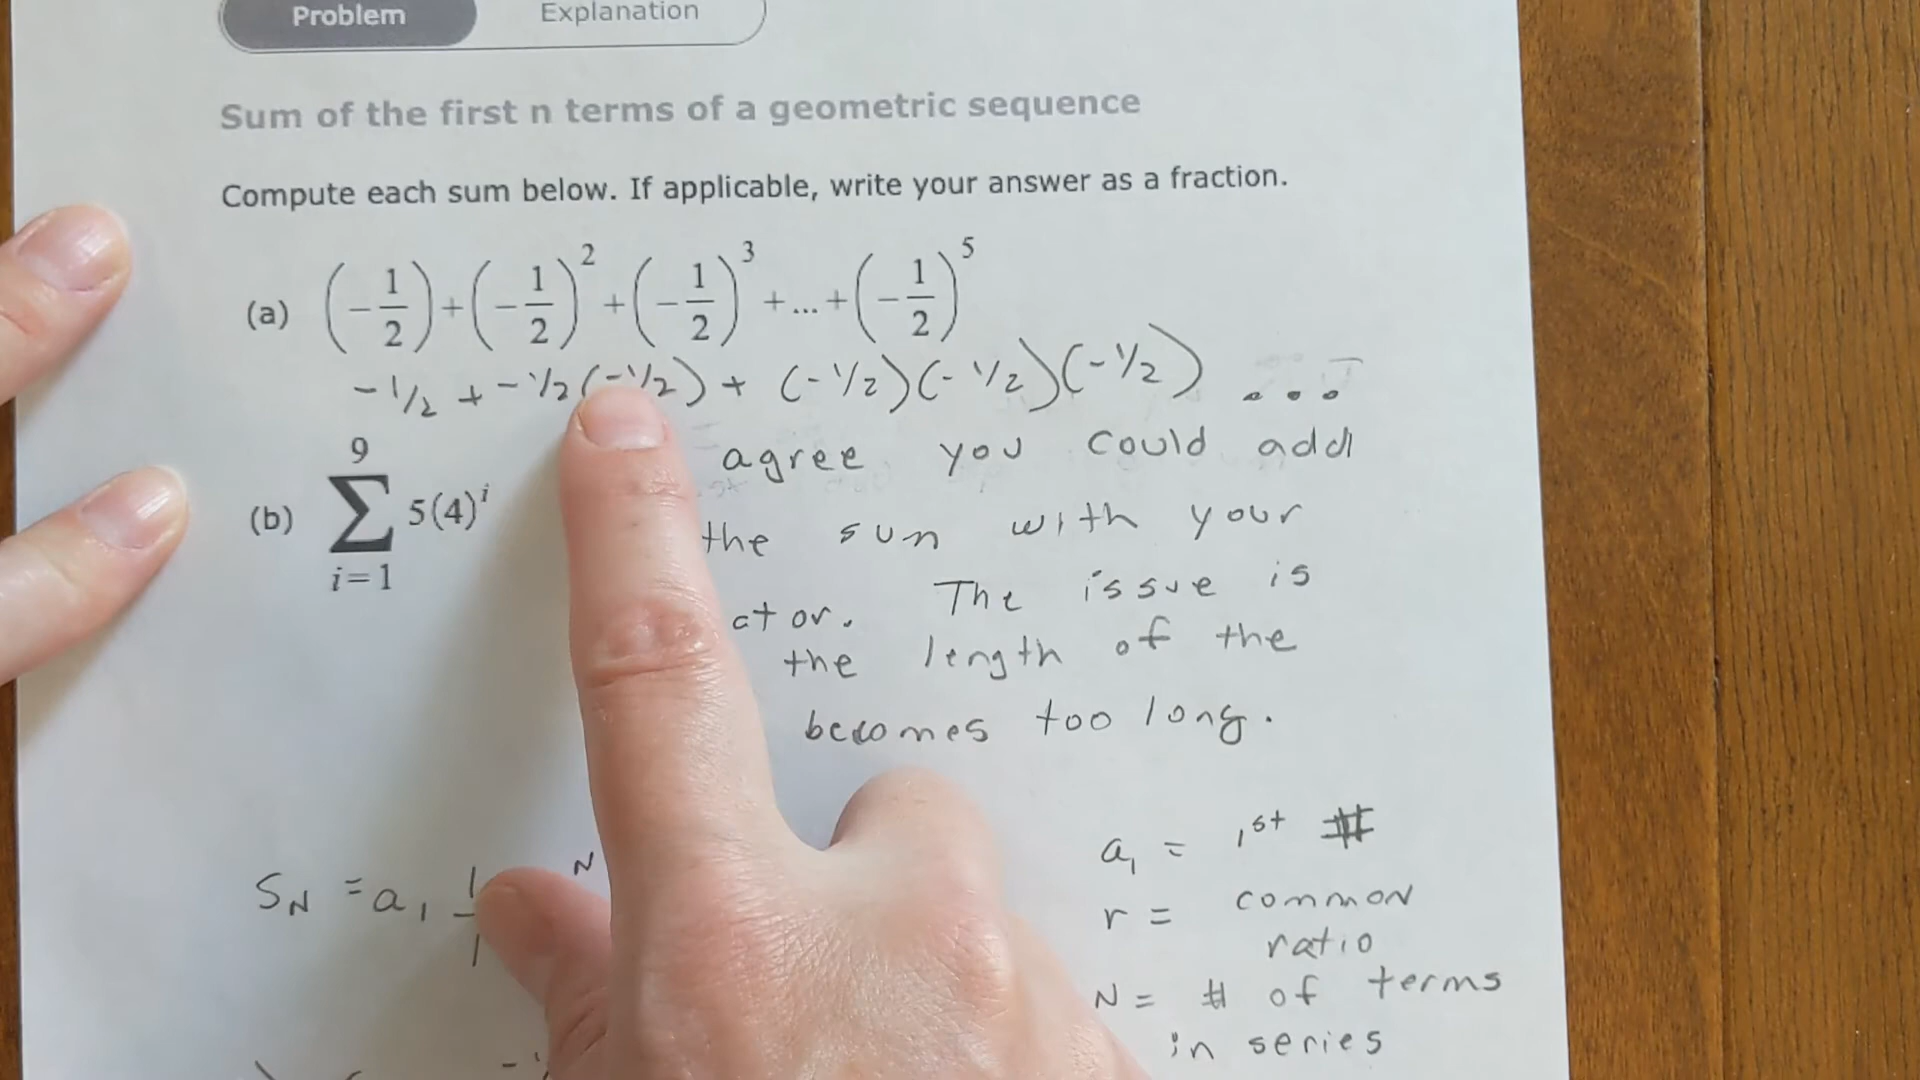 Problem Explanation
Sum of the first n terms of a geometric sequence
Compute each sum below. If applicable, write your answer as a fraction.
(a) (-1/2) + (-1/2)^2 + (-1/2)^3 + ... + (-1/2)^5
-1/2 + -1/2(-1/2) + (-1/2)(-1/2)(-1/2) ...
agree you could add
(b) 9 ∑ i=1 5(4)^i
the sum with your
The issue is
the length of the
becomes too long.
a₁ = 1st #
S_N = a₁
N
r = common
ratio
N = # of terms
in series